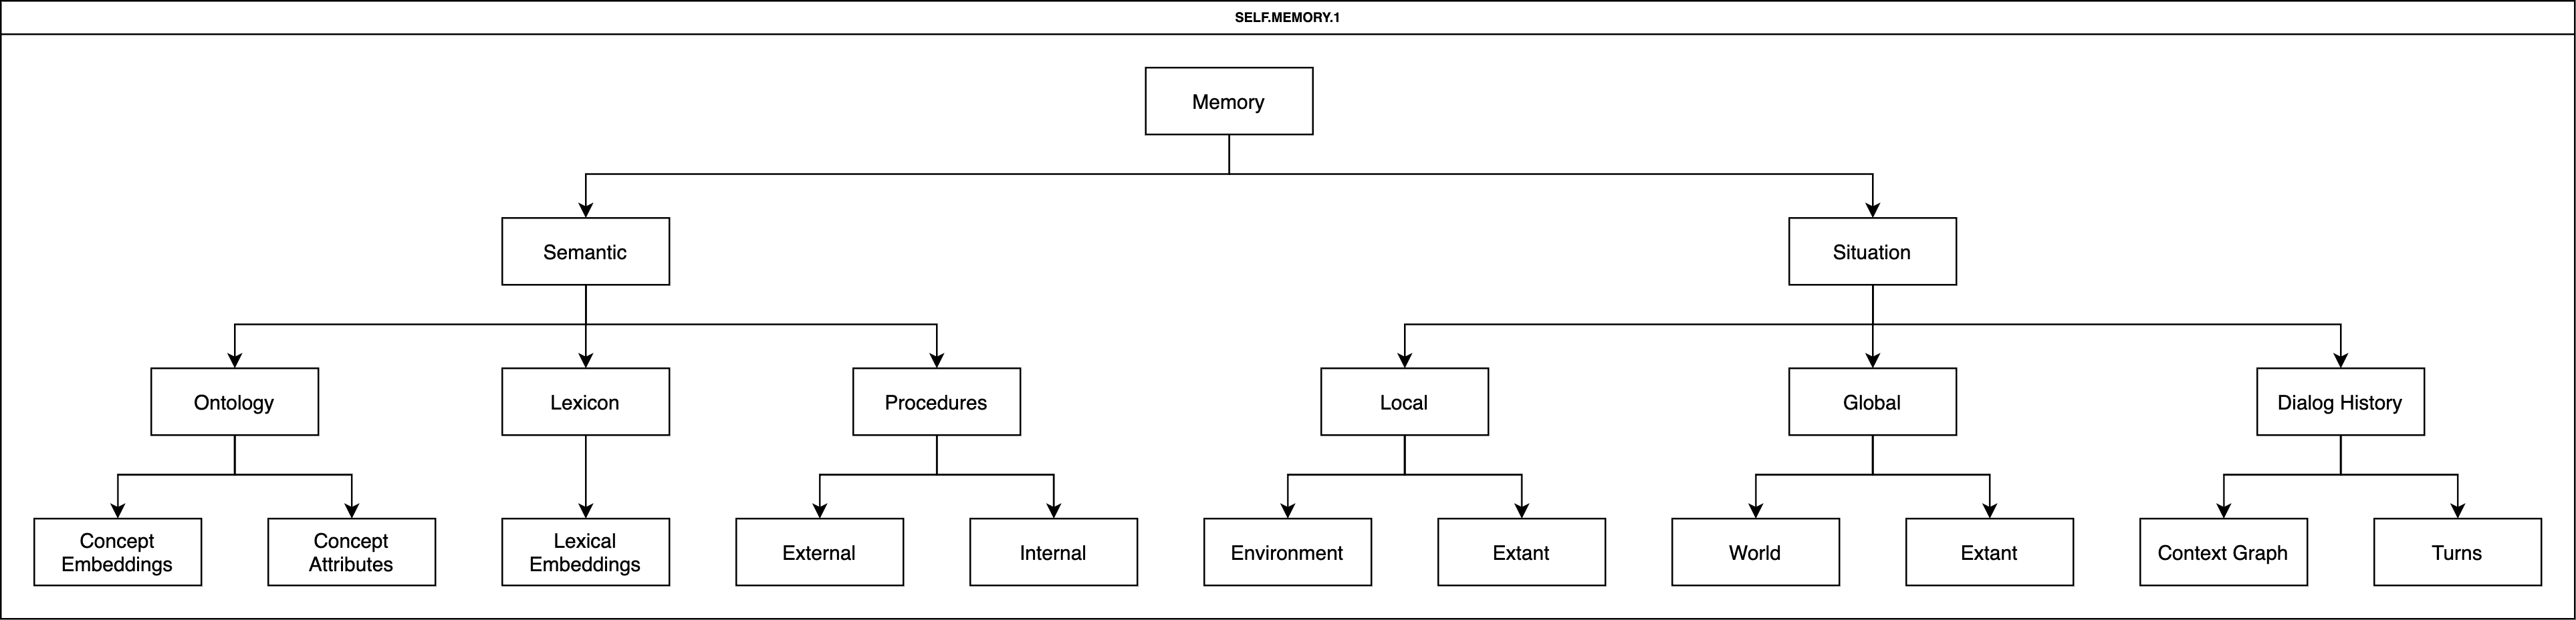 SELF.MEMORY.1
Memory
Semantic
Situation
Ontology
Lexicon
Procedures
Local
Global
Dialog History
Concept
Embeddings
Concept
Attributes
Lexical
Embeddings
External
Internal
Environment
Extant
World
Extant
Context Graph
Turns